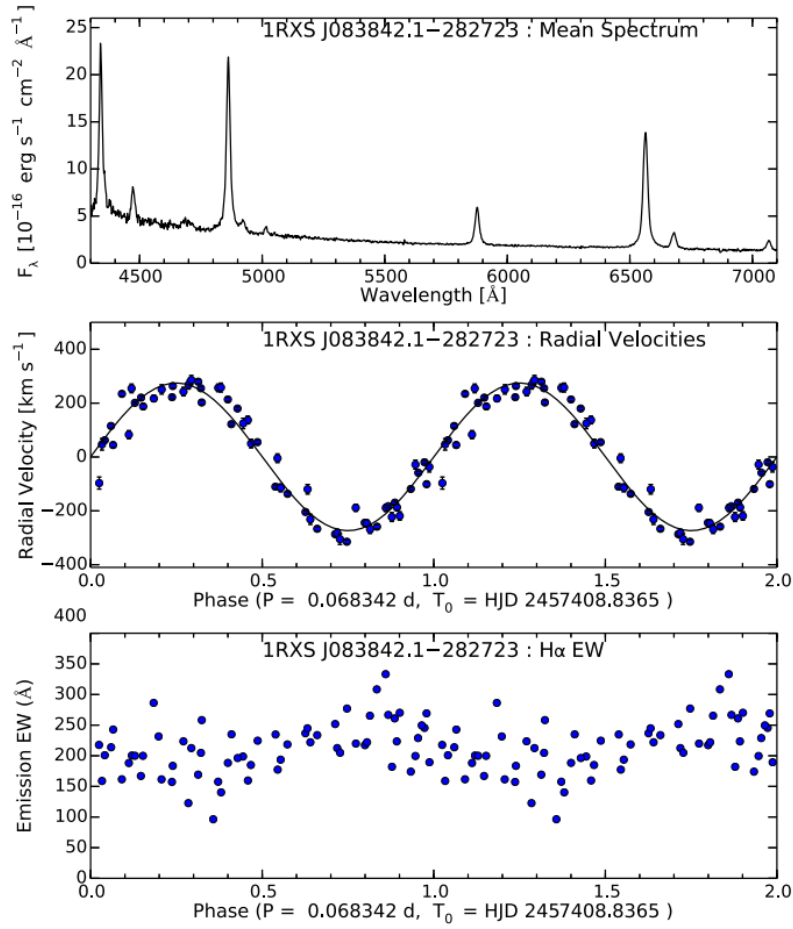 1RXS J083842.1−282723 : Mean Spectrum
F_λ [10⁻¹⁶ erg s⁻¹ cm⁻² Å⁻¹]
25
20
15
10
5
0
4500 5000 5500 6000 6500 7000
Wavelength [Å]
1RXS J083842.1−282723 : Radial Velocities
Radial Velocity [km s⁻¹]
400
200
0
−200
−400
0.0 0.5 1.0 1.5 2.0
Phase (P = 0.068342 d, T₀ = HJD 2457408.8365 )
1RXS J083842.1−282723 : Hα EW
Emission EW (Å)
400
350
300
250
200
150
100
50
0
0.0 0.5 1.0 1.5 2.0
Phase (P = 0.068342 d, T₀ = HJD 2457408.8365 )